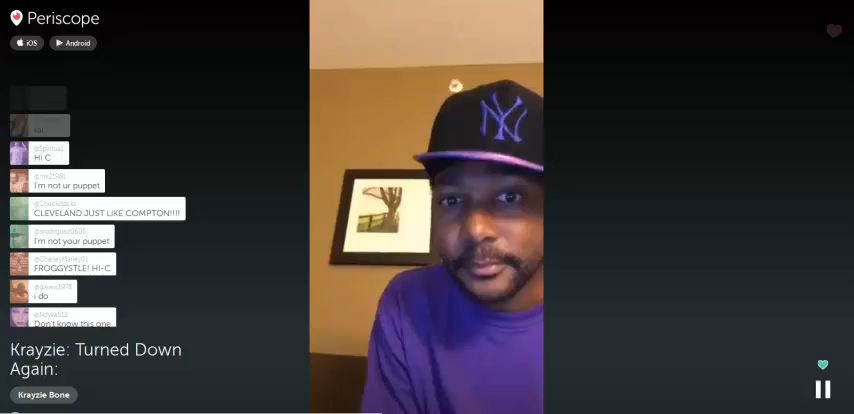 Periscope
iOS
Android
Hi C
I'm not ur puppet
CLEVELAND JUST LIKE COMPTON!!!!
I'm not your puppet
@CharleyMarley01
FROGGYSTLE! HI-C
i do
Don't know this one
Krayzie: Turned Down
Again:
Krayzie Bone
NY